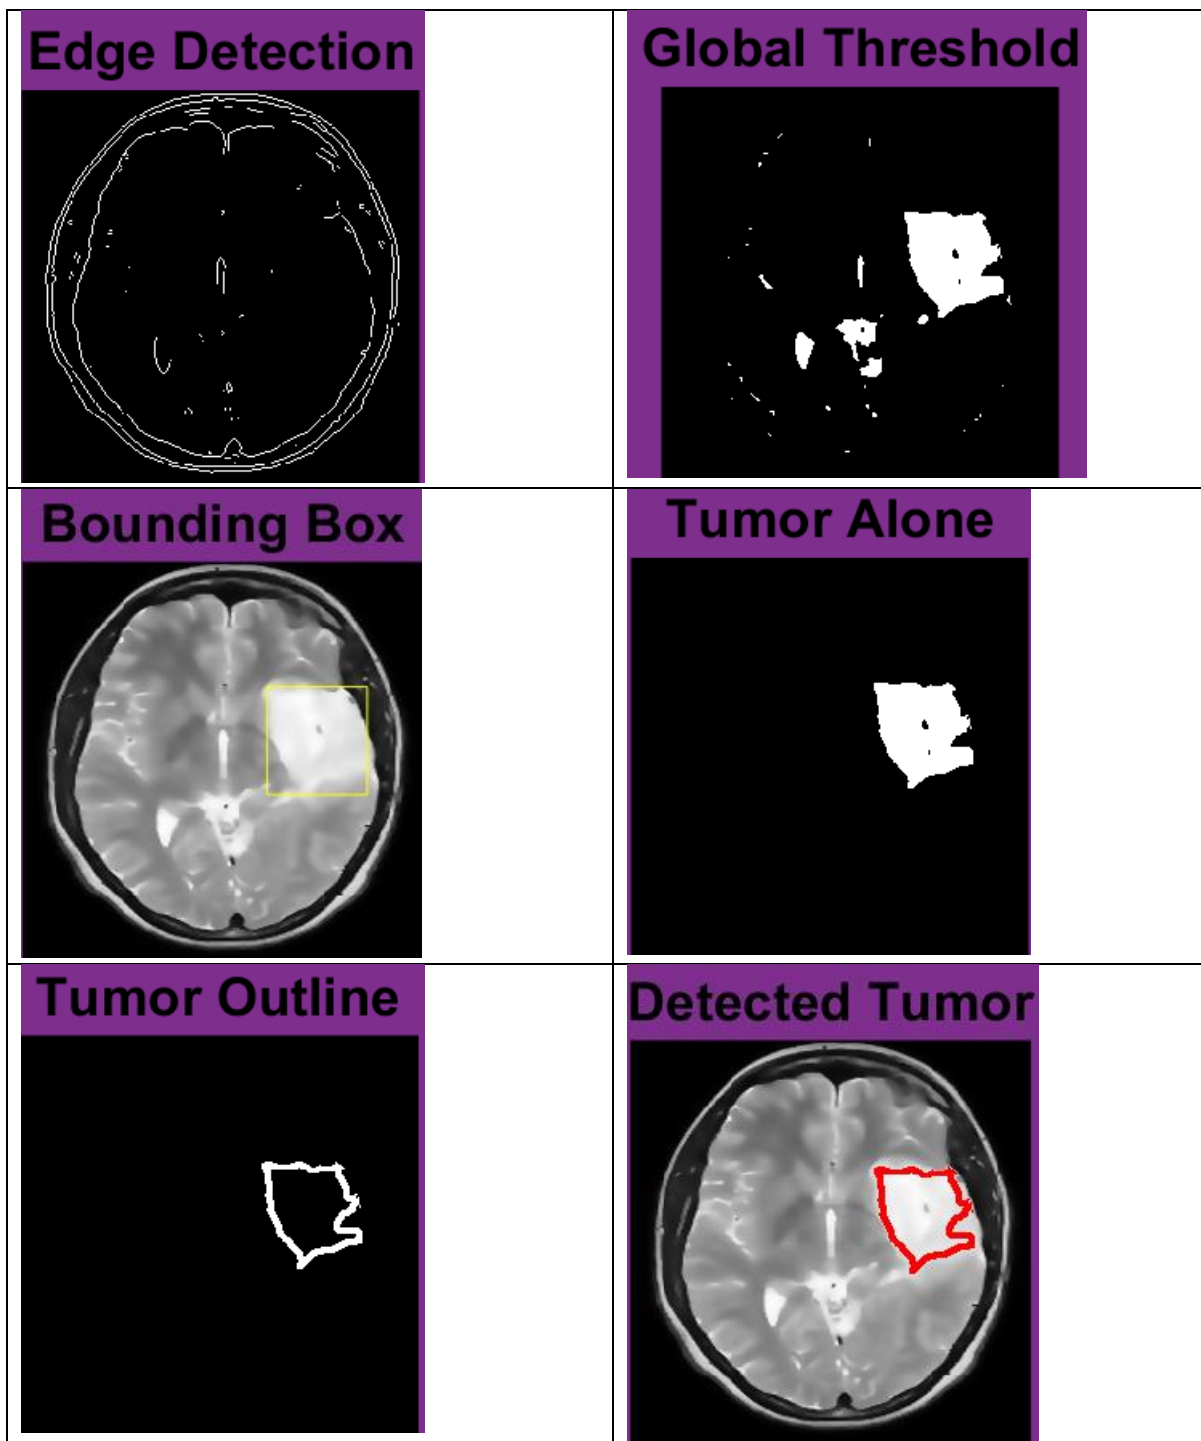 Edge Detection
Global Threshold
Bounding Box
Tumor Alone
Tumor Outline
Detected Tumor